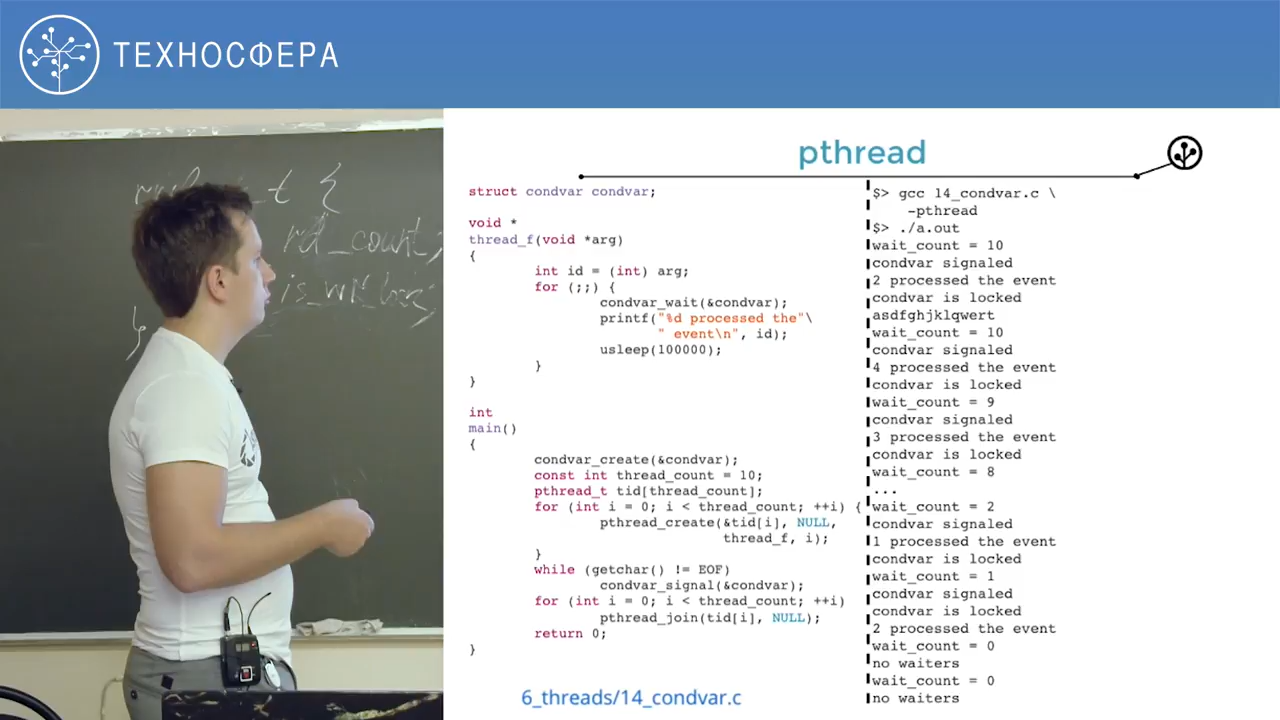 ТЕХНОСФЕРА
_t {
rd_count;
}
pthread
struct condvar condvar;
void *
thread_f(void *arg)
{
int id = (int) arg;
for (;;) {
condvar_wait(&condvar);
printf("%d processed the"\
" event\n", id);
usleep(100000);
}
}
int
main()
{
condvar_create(&condvar);
const int thread_count = 10;
pthread_t tid[thread_count];
for (int i = 0; i < thread_count; ++i) {
pthread_create(&tid[i], NULL,
thread_f, i);
}
while (getchar() != EOF)
condvar_signal(&condvar);
for (int i = 0; i < thread_count; ++i)
pthread_join(tid[i], NULL);
return 0;
}
6_threads/14_condvar.c
$> gcc 14_condvar.c \
-pthread
$> ./a.out
wait_count = 10
condvar signaled
2 processed the event
condvar is locked
asdfghjklqwert
wait_count = 10
condvar signaled
4 processed the event
condvar is locked
wait_count = 9
condvar signaled
3 processed the event
condvar is locked
wait_count = 8
...
wait_count = 2
condvar signaled
1 processed the event
condvar is locked
wait_count = 1
condvar signaled
condvar is locked
2 processed the event
wait_count = 0
no waiters
wait_count = 0
no waiters